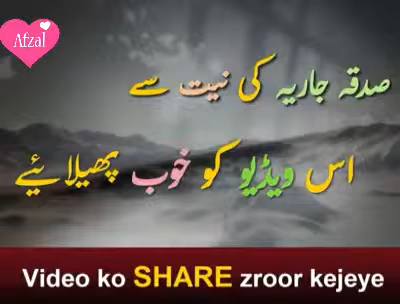 Afzal
صدقہ جاریہ کی نیت سے
اس ویڈیو کو خوب پھیلائیے
Video ko SHARE zroor kejeye